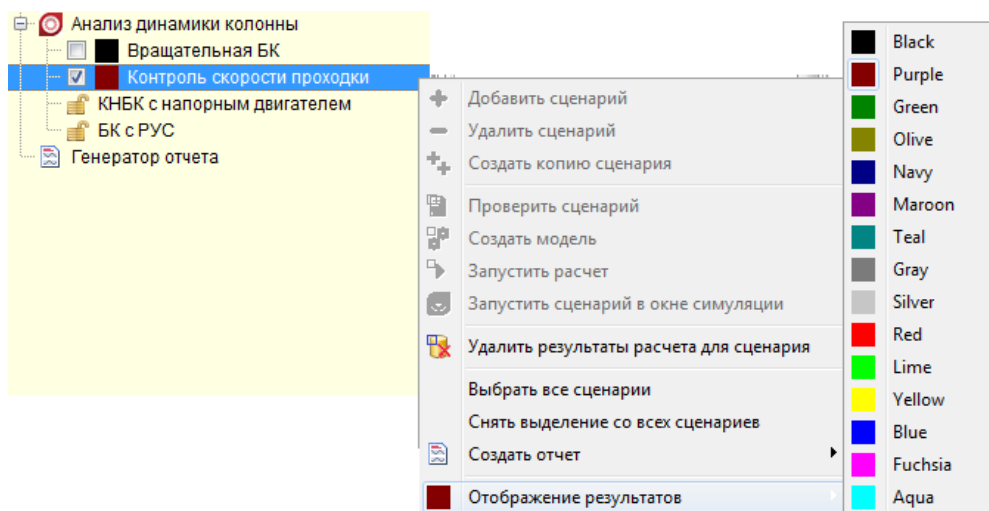 Анализ динамики колонны
Вращательная БК
Контроль скорости проходки
КНБК с напорным двигателем
БК с РУС
Генератор отчета
Добавить сценарий
Удалить сценарий
Создать копию сценария
Проверить сценарий
Создать модель
Запустить расчет
Запустить сценарий в окне симуляции
Удалить результаты расчета для сценария
Выбрать все сценарии
Снять выделение со всех сценариев
Создать отчет
Отображение результатов
Black
Purple
Green
Olive
Navy
Maroon
Teal
Gray
Silver
Red
Lime
Yellow
Blue
Fuchsia
Aqua